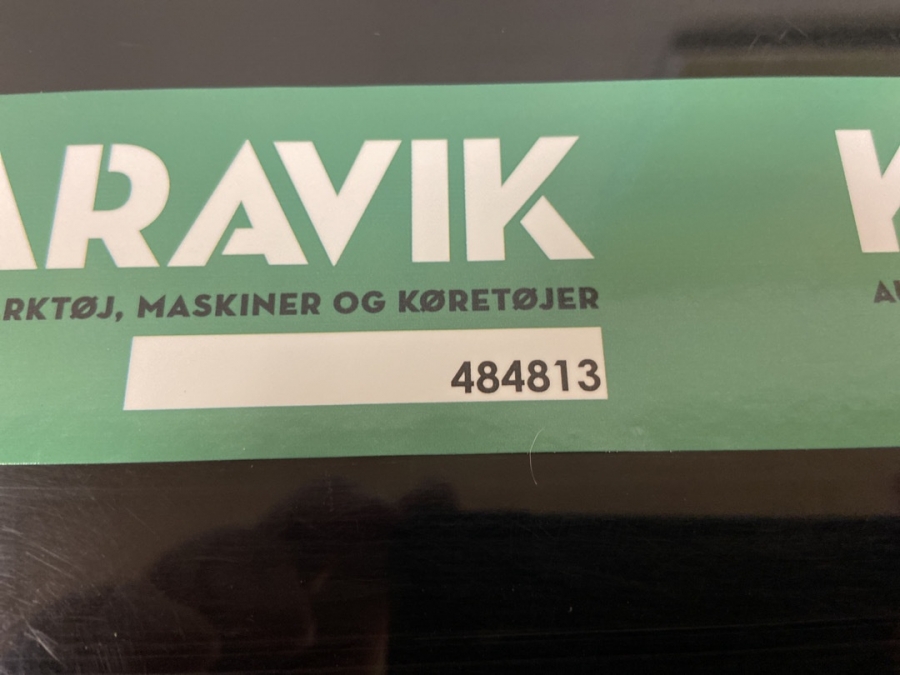 ARAVIK
RKTØJ, MASKINER OG KØRETØJER
484813